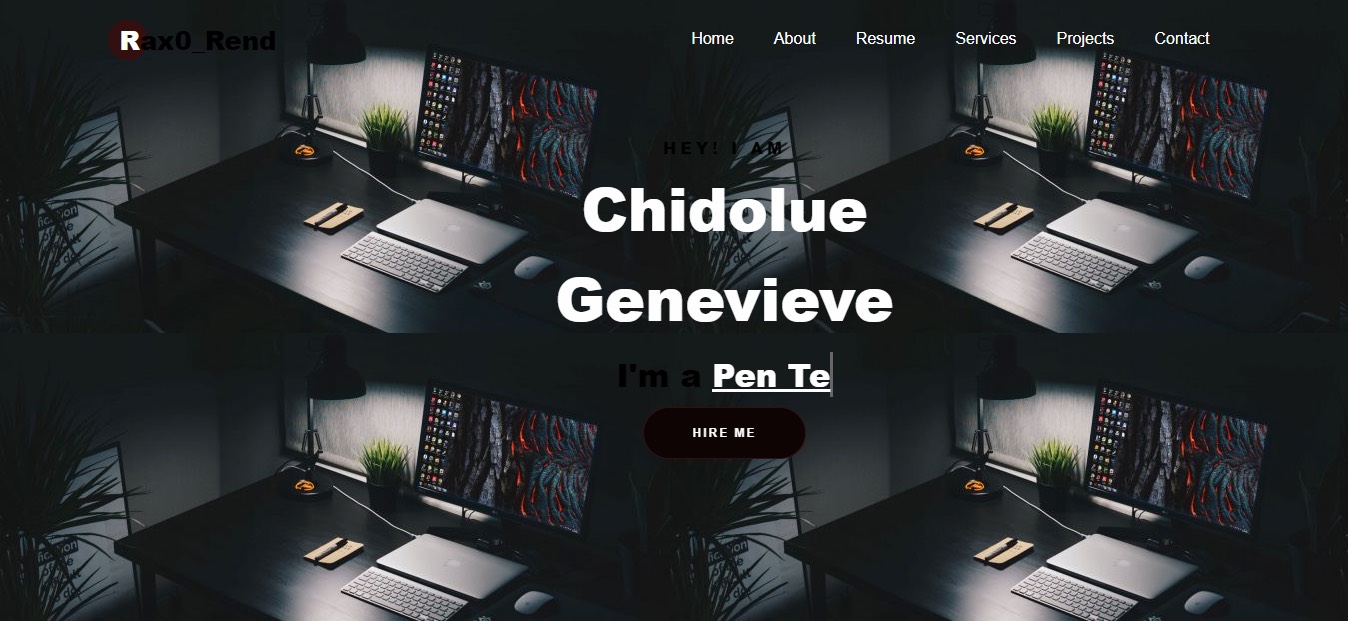 Rax0_Rend
Home About Resume Services Projects Contact
HEY! I AM
Chidolue
Genevieve
I'm a Pen Te
HIRE ME